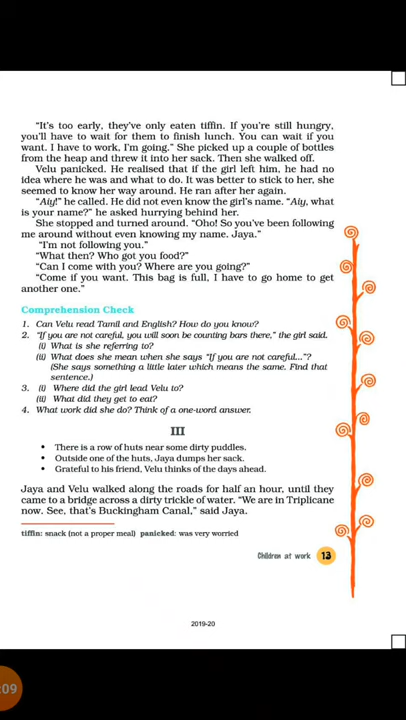 "It's too early, they've only eaten tiffin. If you're still hungry,
you'll have to wait for them to finish lunch. You can wait if you
want. I have to work, I'm going." She picked up a couple of bottles
from the heap and threw it into her sack. Then she walked off.
Velu panicked. He realised that if the girl left him, he had no
idea where he was and what to do. It was better to stick to her, she
seemed to know her way around. He ran after her again.
"Aiy!" he called. He did not even know the girl's name. "Aiy, what
is your name?" he asked hurrying behind her.
She stopped and turned around. "Oho! So you've been following
me around without even knowing my name. Jaya."
"I'm not following you."
"What then? Who got you food?"
"Can I come with you? Where are you going?"
"Come if you want. This bag is full, I have to go home to get
another one."
Comprehension Check
1. Can Velu read Tamil and English? How do you know?
2. "If you are not careful, you will soon be counting bars there," the girl said.
(i) What is she referring to?
(ii) What does she mean when she says "If you are not careful..."?
(She says something a little later which means the same. Find that
sentence.)
3. (i) Where did the girl lead Velu to?
(ii) What did they get to eat?
4. What work did she do? Think of a one-word answer.
III
• There is a row of huts near some dirty puddles.
• Outside one of the huts, Jaya dumps her sack.
• Grateful to his friend, Velu thinks of the days ahead.
Jaya and Velu walked along the roads for half an hour, until they
came to a bridge across a dirty trickle of water. "We are in Triplicane
now. See, that's Buckingham Canal," said Jaya.
tiffin: snack (not a proper meal) panicked: was very worried
Children at work 13
2019-20
:09